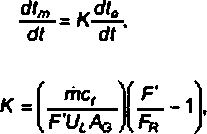 dt_m/dt = K dt_a/dt.
K = (ṁc_f / F'U_L A_G)(F'/F_R − 1),